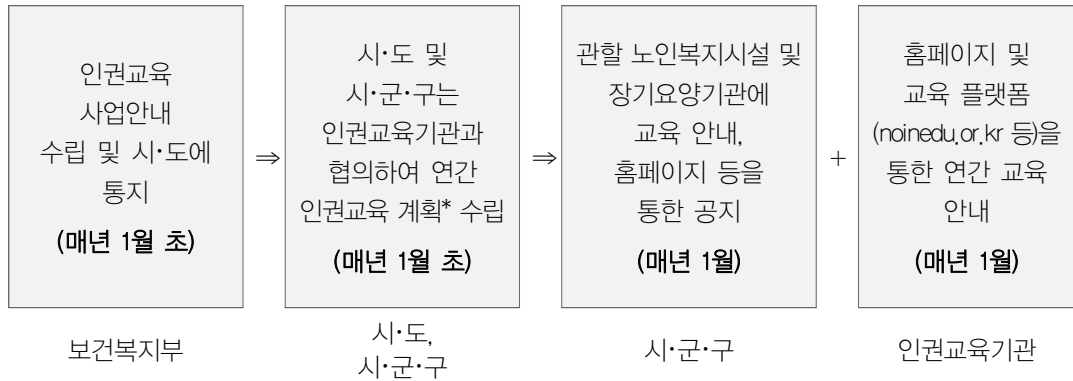 인권교육
사업안내
수립 및 시·도에
통지
(매년 1월 초)
⇒
시·도 및
시·군·구는
인권교육기관과
협의하여 연간
인권교육 계획* 수립
(매년 1월 초)
⇒
관할 노인복지시설 및
장기요양기관에
교육 안내,
홈페이지 등을
통한 공지
(매년 1월)
+
홈페이지 및
교육 플랫폼
(noinedu.or.kr 등)을
통한 연간 교육
안내
(매년 1월)
보건복지부
시·도,
시·군·구
시·군·구
인권교육기관